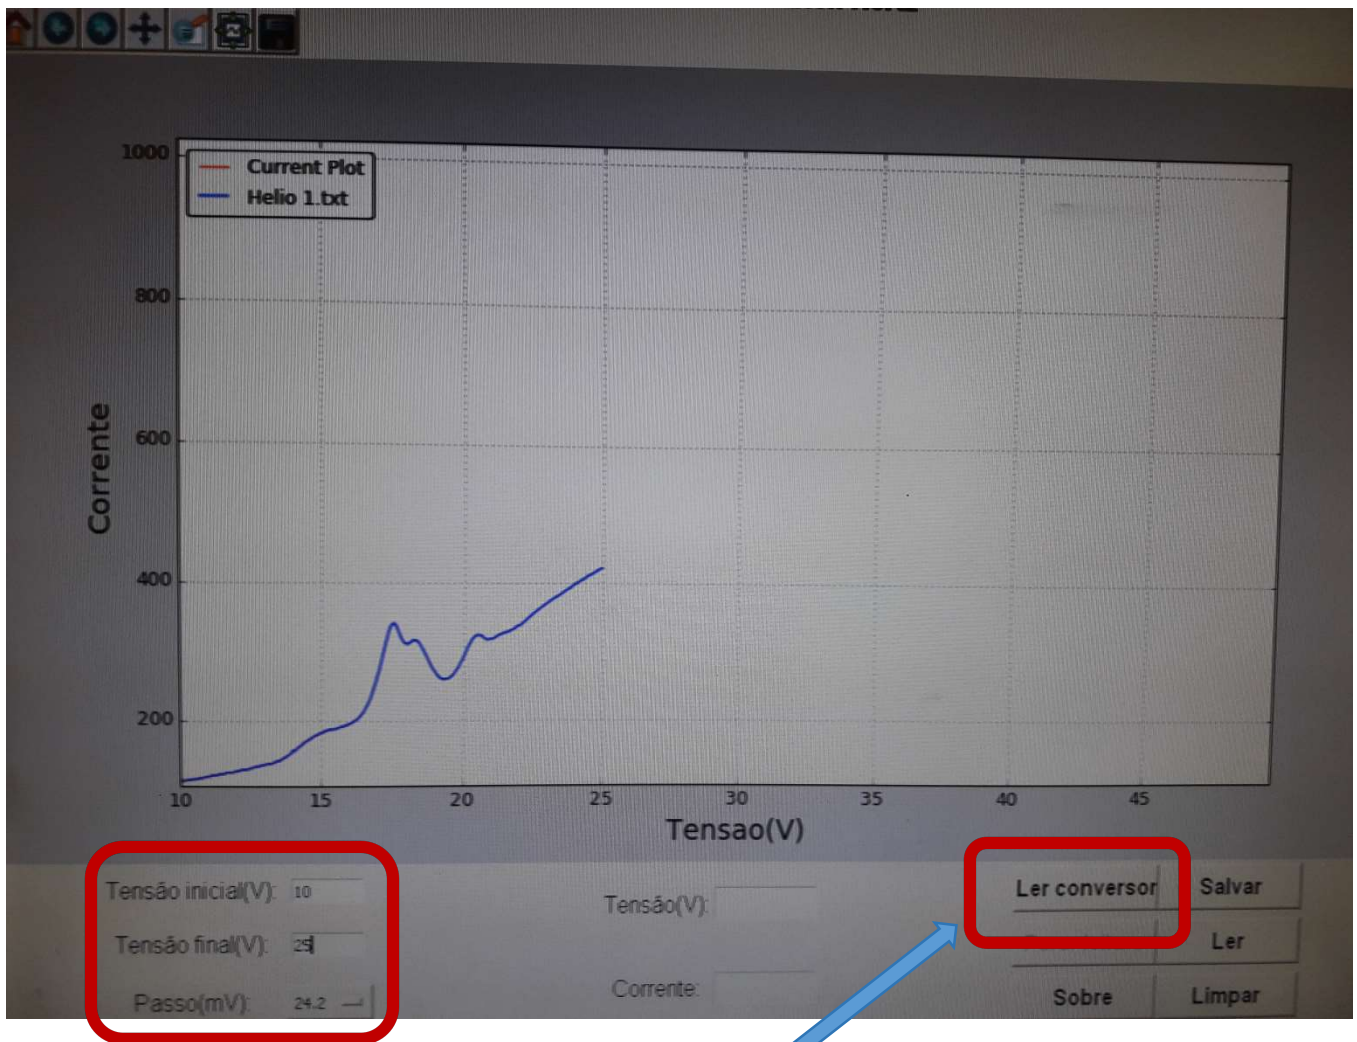 1000
Current Plot
Helio 1.txt
800
600
400
200
Corrente
10 15 20 25 30 35 40 45
Tensao(V)
Tensão inicial(V): 10
Tensão final(V): 25
Passo(mV): 24.2
Tensão(V):
Corrente:
Ler conversor Salvar
Ler
Sobre Limpar